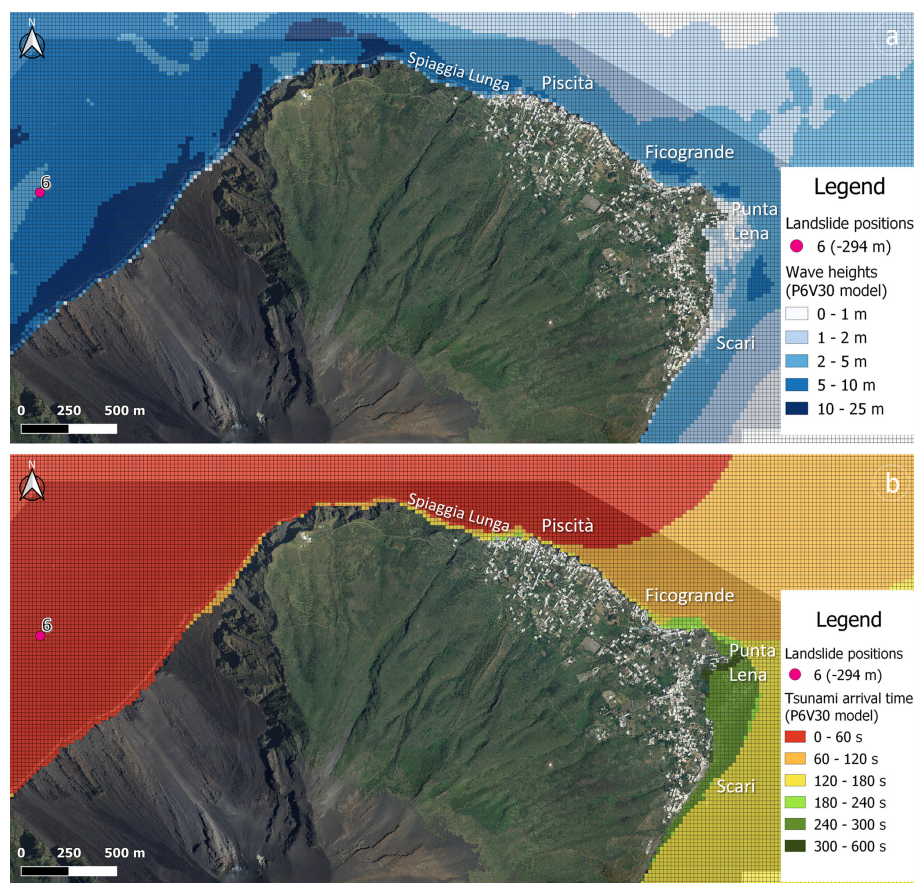 N
a
Spiaggia Lunga
Piscità
Ficogrande
6
Punta
Lena
Scari
0 250 500 m
Legend
Landslide positions
6 (-294 m)
Wave heights
(P6V30 model)
0 - 1 m
1 - 2 m
2 - 5 m
5 - 10 m
10 - 25 m
N
b
Spiaggia Lunga
Piscità
Ficogrande
6
Punta
Lena
Scari
0 250 500 m
Legend
Landslide positions
6 (-294 m)
Tsunami arrival time
(P6V30 model)
0 - 60 s
60 - 120 s
120 - 180 s
180 - 240 s
240 - 300 s
300 - 600 s